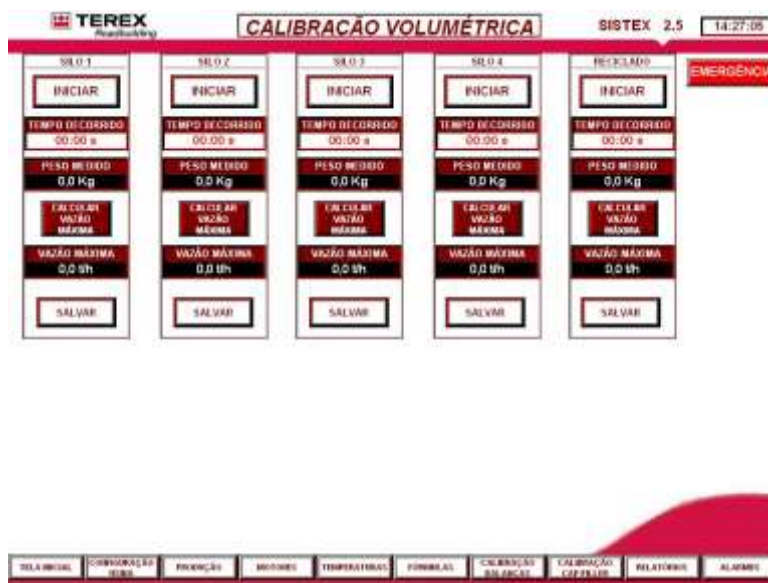 TEREX
Roadbuilding
CALIBRAÇÃO VOLUMÉTRICA
SISTEX 2.5
14:27:05
EMERGÊNCIA
SILO 1
INICIAR
TEMPO DECORRIDO
00:00 s
PESO MEDIDO
0,0 Kg
CALCULAR
VAZÃO
MÁXIMA
VAZÃO MÁXIMA
0,0 t/h
SALVAR
SILO 2
INICIAR
TEMPO DECORRIDO
00:00 s
PESO MEDIDO
0,0 Kg
CALCULAR
VAZÃO
MÁXIMA
VAZÃO MÁXIMA
0,0 t/h
SALVAR
SILO 3
INICIAR
TEMPO DECORRIDO
00:00 s
PESO MEDIDO
0,0 Kg
CALCULAR
VAZÃO
MÁXIMA
VAZÃO MÁXIMA
0,0 t/h
SALVAR
SILO 4
INICIAR
TEMPO DECORRIDO
00:00 s
PESO MEDIDO
0,0 Kg
CALCULAR
VAZÃO
MÁXIMA
VAZÃO MÁXIMA
0,0 t/h
SALVAR
RECICLADO
INICIAR
TEMPO DECORRIDO
00:00 s
PESO MEDIDO
0,0 Kg
CALCULAR
VAZÃO
MÁXIMA
VAZÃO MÁXIMA
0,0 t/h
SALVAR
TELA INICIAL
CONFIGURAÇÃO
PRODUÇÃO
MOTORES
TEMPERATURAS
FÓRMULAS
CALIBRAÇÃO
BALANÇAS
CALIBRAÇÃO
CAP FILLER
RELATÓRIOS
ALARMES